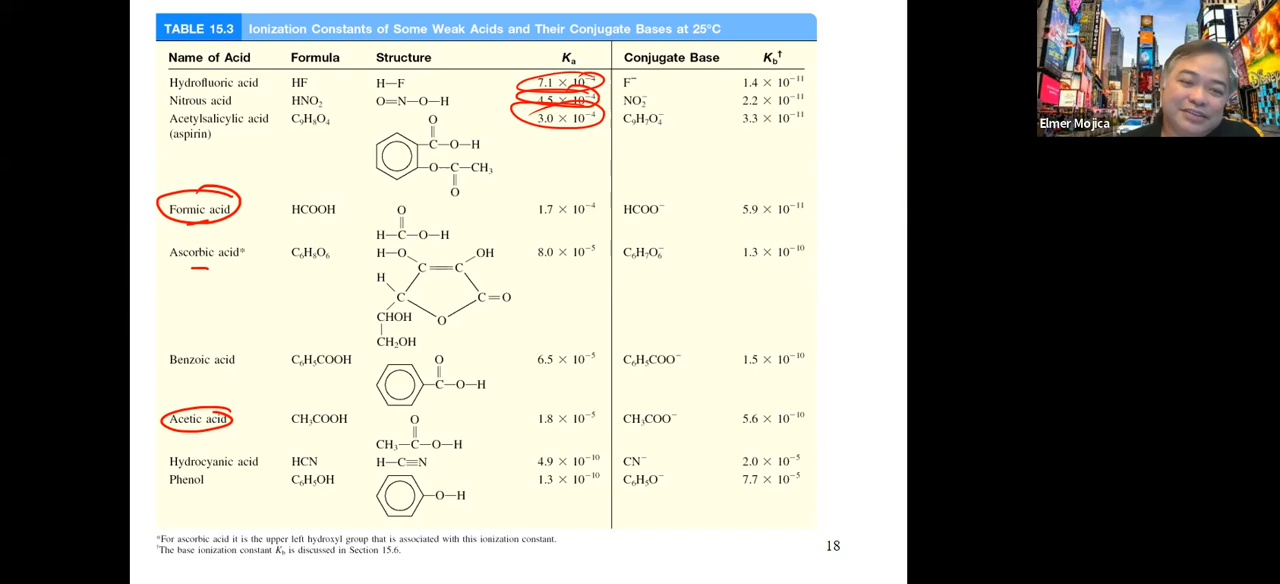 TABLE 15.3 Ionization Constants of Some Weak Acids and Their Conjugate Bases at 25°C
Name of Acid Formula Structure Kₐ Conjugate Base K_b†
Hydrofluoric acid HF H—F 7.1 × 10⁻⁴ F⁻ 1.4 × 10⁻¹¹
Nitrous acid HNO₂ O=N—O—H 4.5 × 10⁻⁴ NO₂⁻ 2.2 × 10⁻¹¹
Acetylsalicylic acid C₉H₈O₄ O 3.0 × 10⁻⁴ C₉H₇O₄⁻ 3.3 × 10⁻¹¹
(aspirin)
—C—O—H
—O—C—CH₃
O
Formic acid HCOOH O 1.7 × 10⁻⁴ HCOO⁻ 5.9 × 10⁻¹¹
H—C—O—H
Ascorbic acid* C₆H₈O₆ H—O OH 8.0 × 10⁻⁵ C₆H₇O₆⁻ 1.3 × 10⁻¹⁰
C=C
H
C C=O
CHOH O
CH₂OH
Benzoic acid C₆H₅COOH O 6.5 × 10⁻⁵ C₆H₅COO⁻ 1.5 × 10⁻¹⁰
—C—O—H
Acetic acid CH₃COOH O 1.8 × 10⁻⁵ CH₃COO⁻ 5.6 × 10⁻¹⁰
CH₃—C—O—H
Hydrocyanic acid HCN H—C≡N 4.9 × 10⁻¹⁰ CN⁻ 2.0 × 10⁻⁵
Phenol C₆H₅OH —O—H 1.3 × 10⁻¹⁰ C₆H₅O⁻ 7.7 × 10⁻⁵
*For ascorbic acid it is the upper left hydroxyl group that is associated with this ionization constant.
†The base ionization constant K_b is discussed in Section 15.6.
18
Elmer Mojica